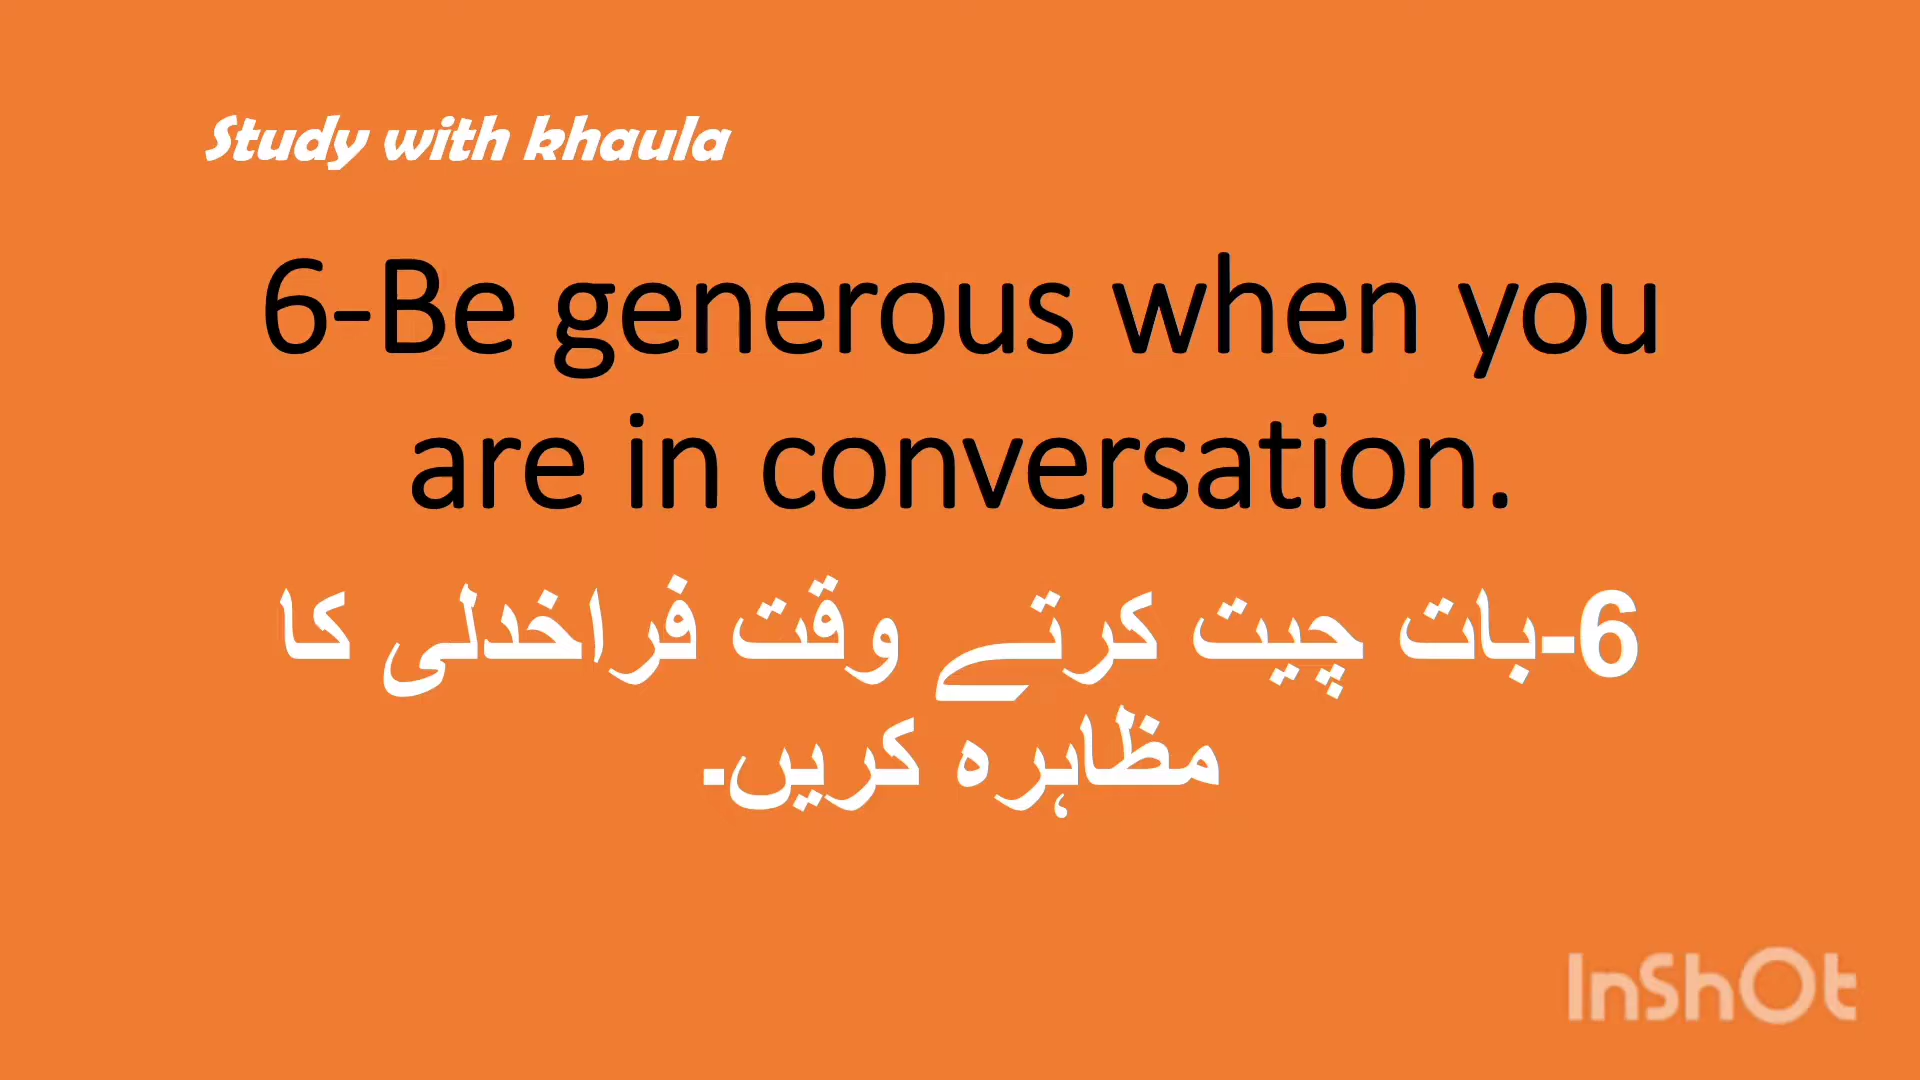 Study with khaula
6-Be generous when you
are in conversation.
6-بات چیت کرتے وقت فراخدلی کا
مظاہرہ کریں۔
InShOt